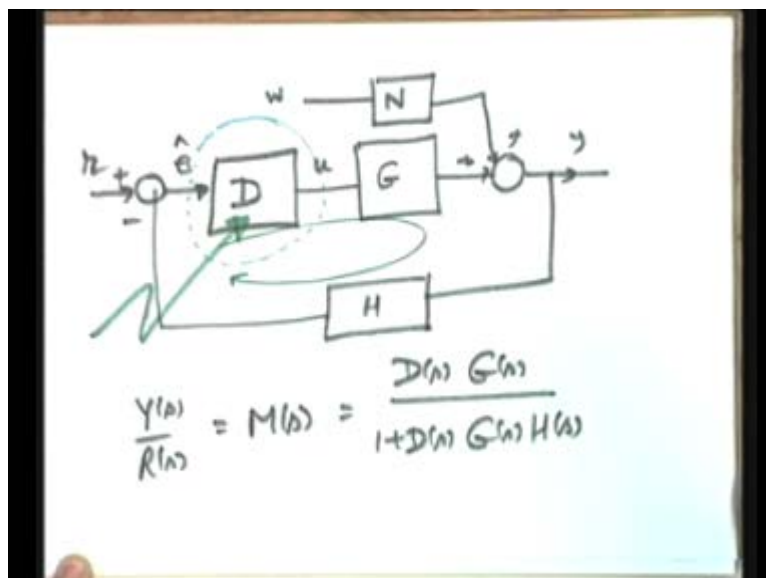 w N
r + ê D u G + + y
-
H
Y(s) / R(s) = M(s) = D(s) G(s) / 1+D(s) G(s) H(s)